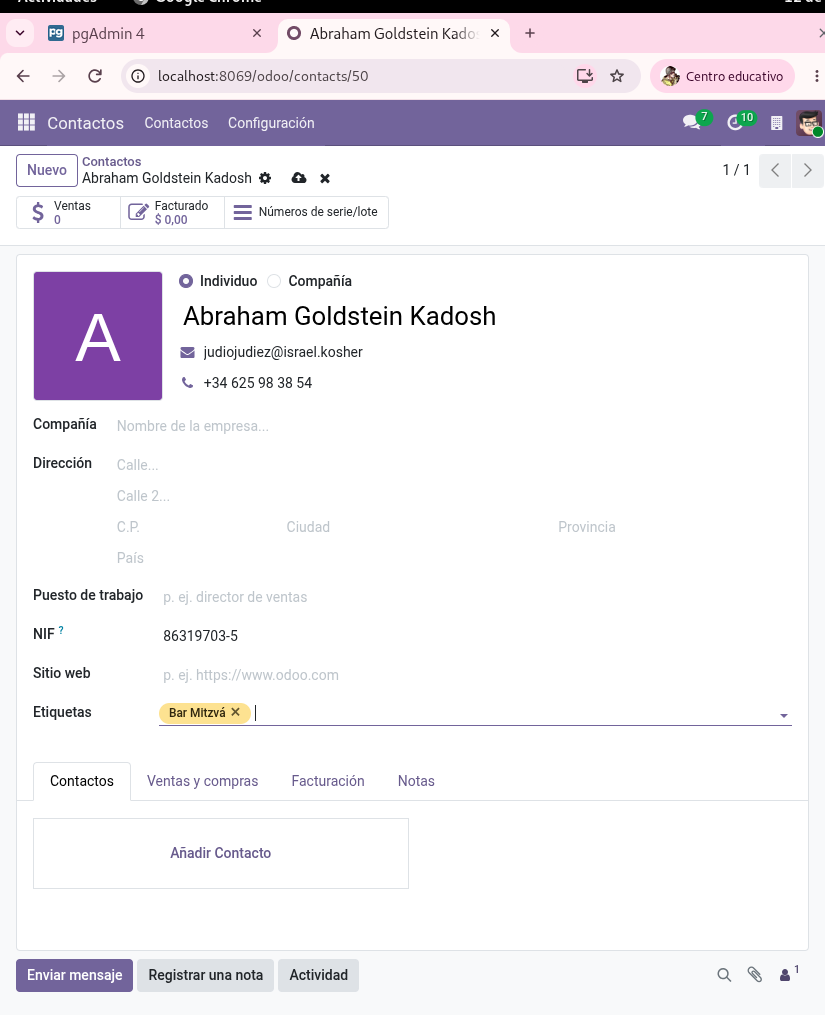 pgAdmin 4
Abraham Goldstein Kados
localhost:8069/odoo/contacts/50
Centro educativo
Contactos Contactos Configuración 7 10
Nuevo
Contactos
Abraham Goldstein Kadosh
1 / 1
Ventas
0
Facturado
$ 0,00
Números de serie/lote
A
Individuo Compañía
Abraham Goldstein Kadosh
judiojudiez@israel.kosher
+34 625 98 38 54
Compañía Nombre de la empresa...
Dirección Calle...
Calle 2...
C.P. Ciudad Provincia
País
Puesto de trabajo p. ej. director de ventas
NIF ? 86319703-5
Sitio web p. ej. https://www.odoo.com
Etiquetas Bar Mitzvá
Contactos Ventas y compras Facturación Notas
Añadir Contacto
Enviar mensaje Registrar una nota Actividad 1